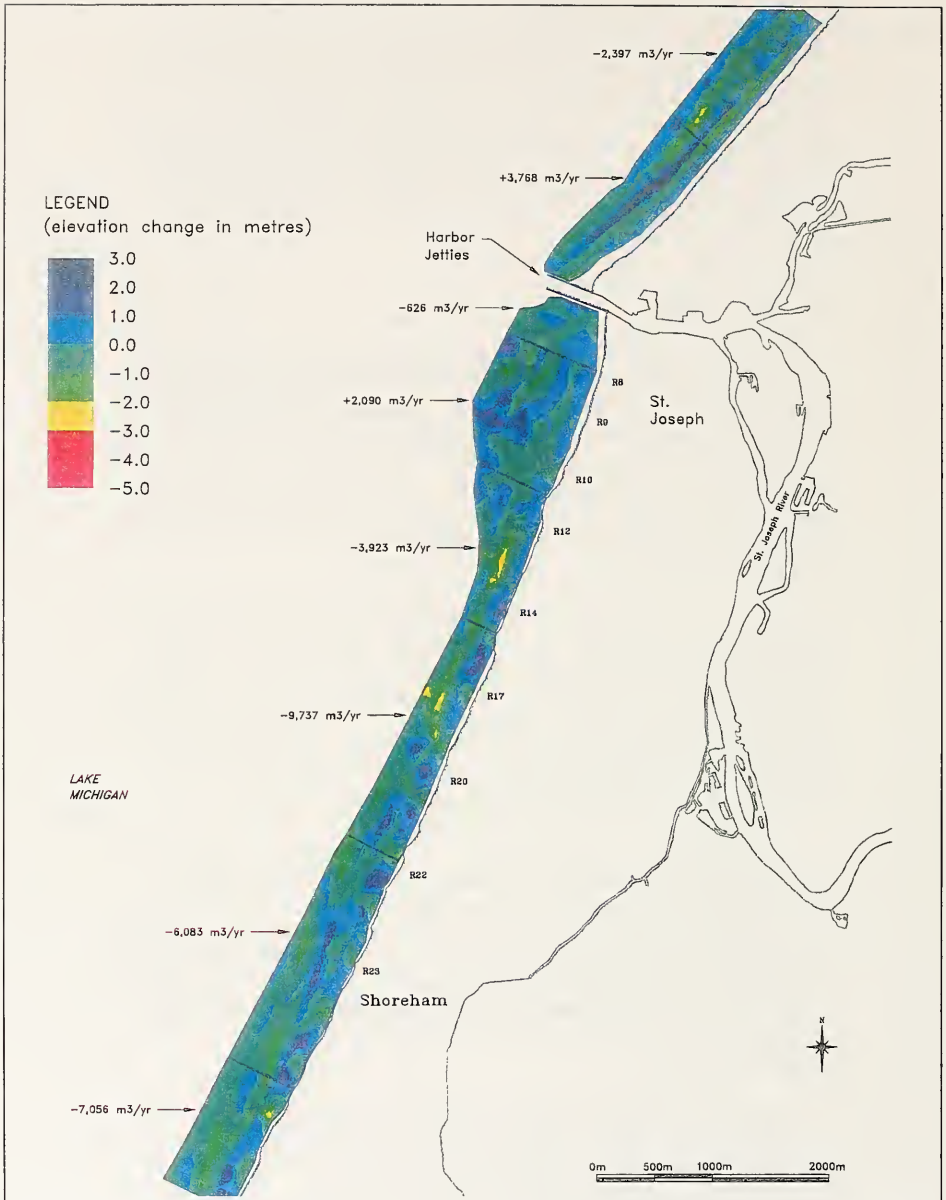 -2,397 m3/yr
+3,768 m3/yr
LEGEND
(elevation change in metres)
3.0
2.0
1.0
0.0
-1.0
-2.0
-3.0
-4.0
-5.0
Harbor
Jetties
-626 m3/yr
+2,090 m3/yr
R8
St.
Joseph
R9
R10
R12
-3,923 m3/yr
St. Joseph River
R14
R17
-9,737 m3/yr
LAKE
MICHIGAN
R20
R22
-6,083 m3/yr
R23
Shoreham
N
-7,056 m3/yr
0m 500m 1000m 2000m